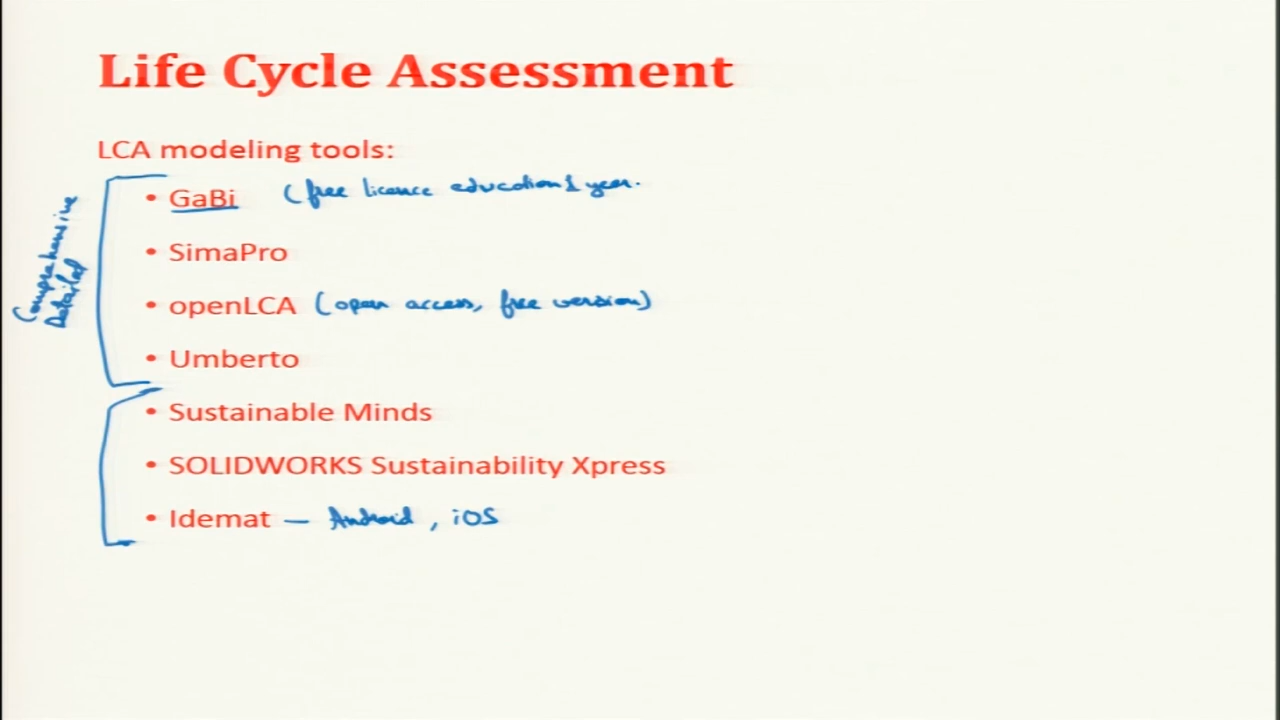 Life Cycle Assessment
LCA modeling tools:
• GaBi (free licence education 1 year.
• SimaPro
• openLCA (open access, free version)
• Umberto
Comprehensive
Detailed
• Sustainable Minds
• SOLIDWORKS Sustainability Xpress
• Idemat — Android, iOS